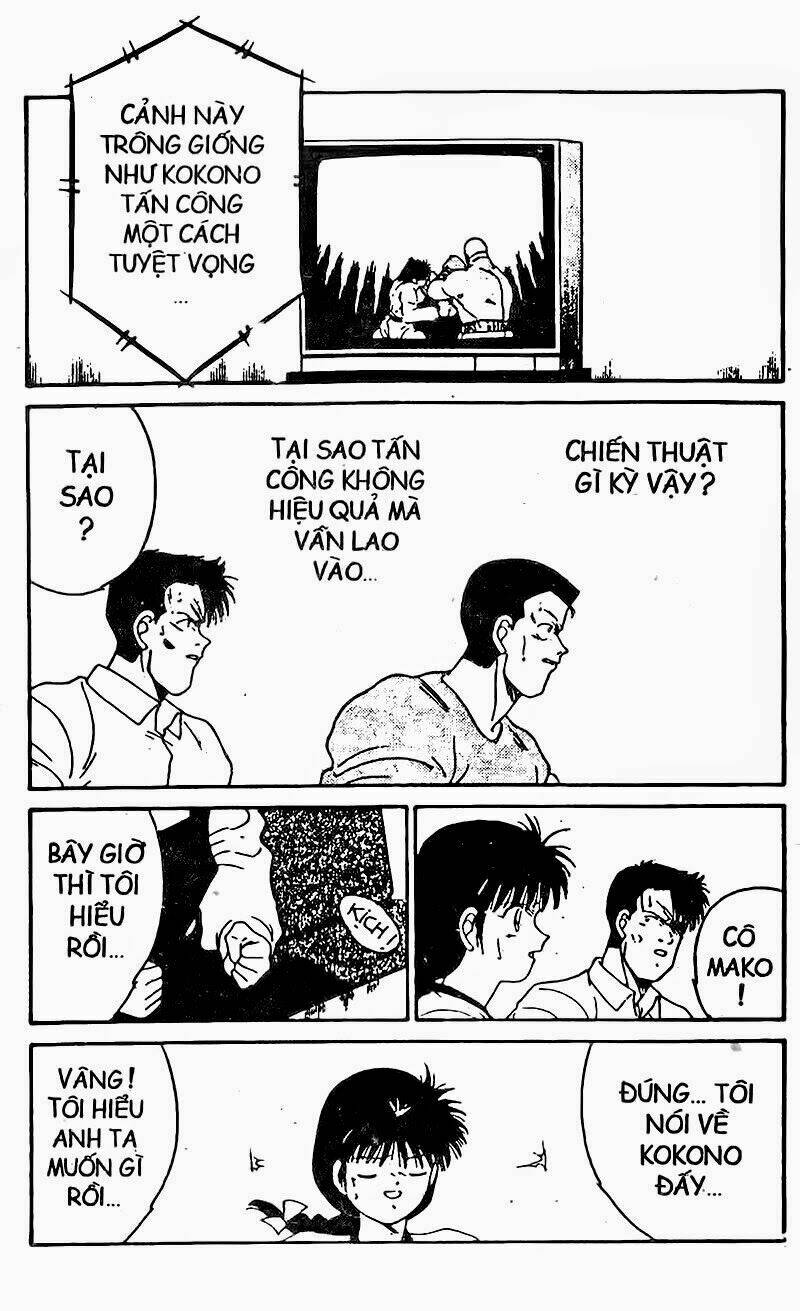 CẢNH NÀY
TRÔNG GIỐNG
NHƯ KOKONO
TẤN CÔNG
MỘT CÁCH
TUYỆT VỌNG
...
TẠI
SAO
?
TẠI SAO TẤN
CÔNG KHÔNG
HIỆU QUẢ MÀ
VẪN LAO
VÀO...
CHIẾN THUẬT
GÌ KỲ VẬY?
BÂY GIỜ
THÌ TÔI
HIỂU
RỒI...
KỊCH!
CÔ
MAKO
!
VÂNG!
TÔI HIỂU
ANH TA
MUỐN GÌ
RỒI...
ĐÚNG... TÔI
NÓI VỀ
KOKONO
ĐẤY...